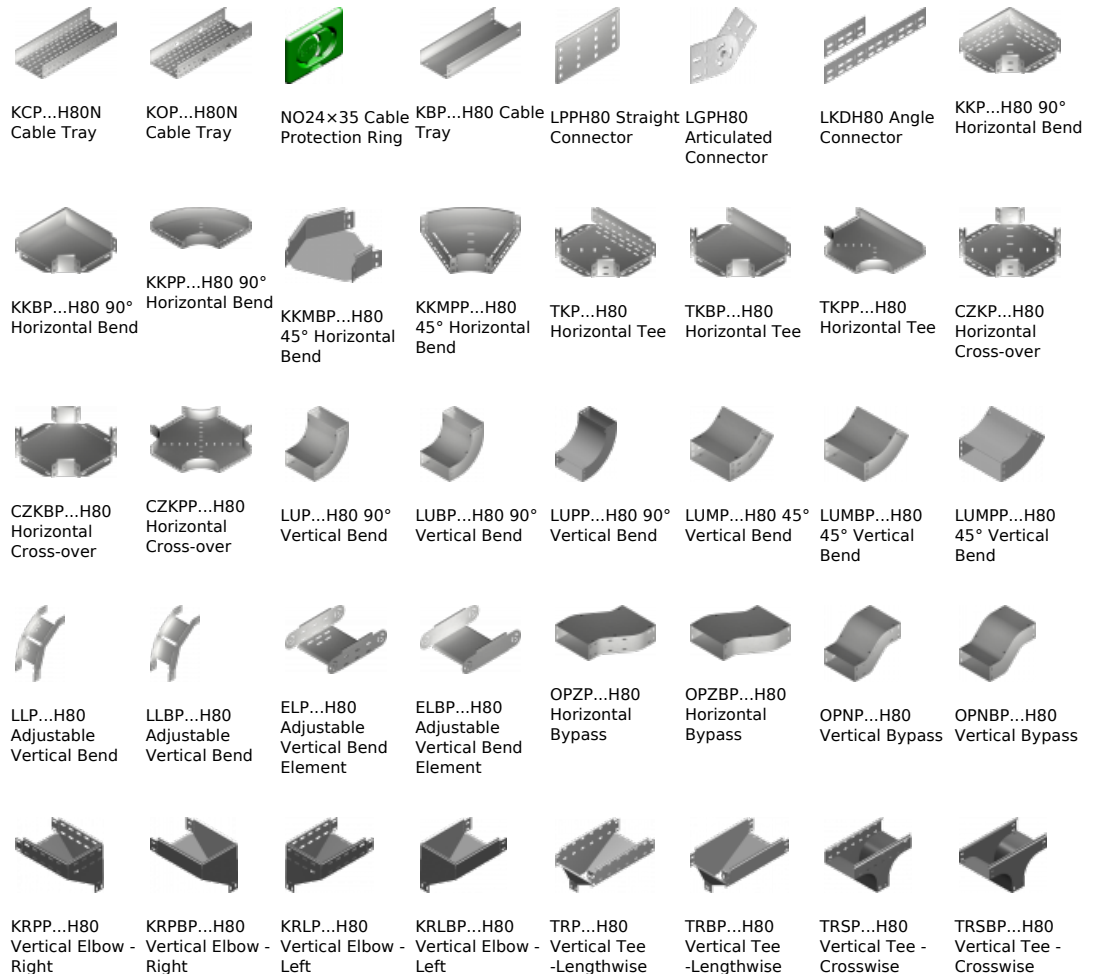 KCP...H80N
Cable Tray
KOP...H80N
Cable Tray
NO24×35 Cable
Protection Ring
KBP...H80 Cable
Tray
LPPH80 Straight
Connector
LGPH80
Articulated
Connector
LKDH80 Angle
Connector
KKP...H80 90°
Horizontal Bend
KKBP...H80 90°
Horizontal Bend
KKPP...H80 90°
Horizontal Bend
KKMBP...H80
45° Horizontal
Bend
KKMPP...H80
45° Horizontal
Bend
TKP...H80
Horizontal Tee
TKBP...H80
Horizontal Tee
TKPP...H80
Horizontal Tee
CZKP...H80
Horizontal
Cross-over
CZKBP...H80
Horizontal
Cross-over
CZKPP...H80
Horizontal
Cross-over
LUP...H80 90°
Vertical Bend
LUBP...H80 90°
Vertical Bend
LUPP...H80 90°
Vertical Bend
LUMP...H80 45°
Vertical Bend
LUMBP...H80
45° Vertical
Bend
LUMPP...H80
45° Vertical
Bend
LLP...H80
Adjustable
Vertical Bend
LLBP...H80
Adjustable
Vertical Bend
ELP...H80
Adjustable
Vertical Bend
Element
ELBP...H80
Adjustable
Vertical Bend
Element
OPZP...H80
Horizontal
Bypass
OPZBP...H80
Horizontal
Bypass
OPNP...H80
Vertical Bypass
OPNBP...H80
Vertical Bypass
KRPP...H80
Vertical Elbow -
Right
KRPBP...H80
Vertical Elbow -
Right
KRLP...H80
Vertical Elbow -
Left
KRLBP...H80
Vertical Elbow -
Left
TRP...H80
Vertical Tee
-Lengthwise
TRBP...H80
Vertical Tee
-Lengthwise
TRSP...H80
Vertical Tee -
Crosswise
TRSBP...H80
Vertical Tee -
Crosswise